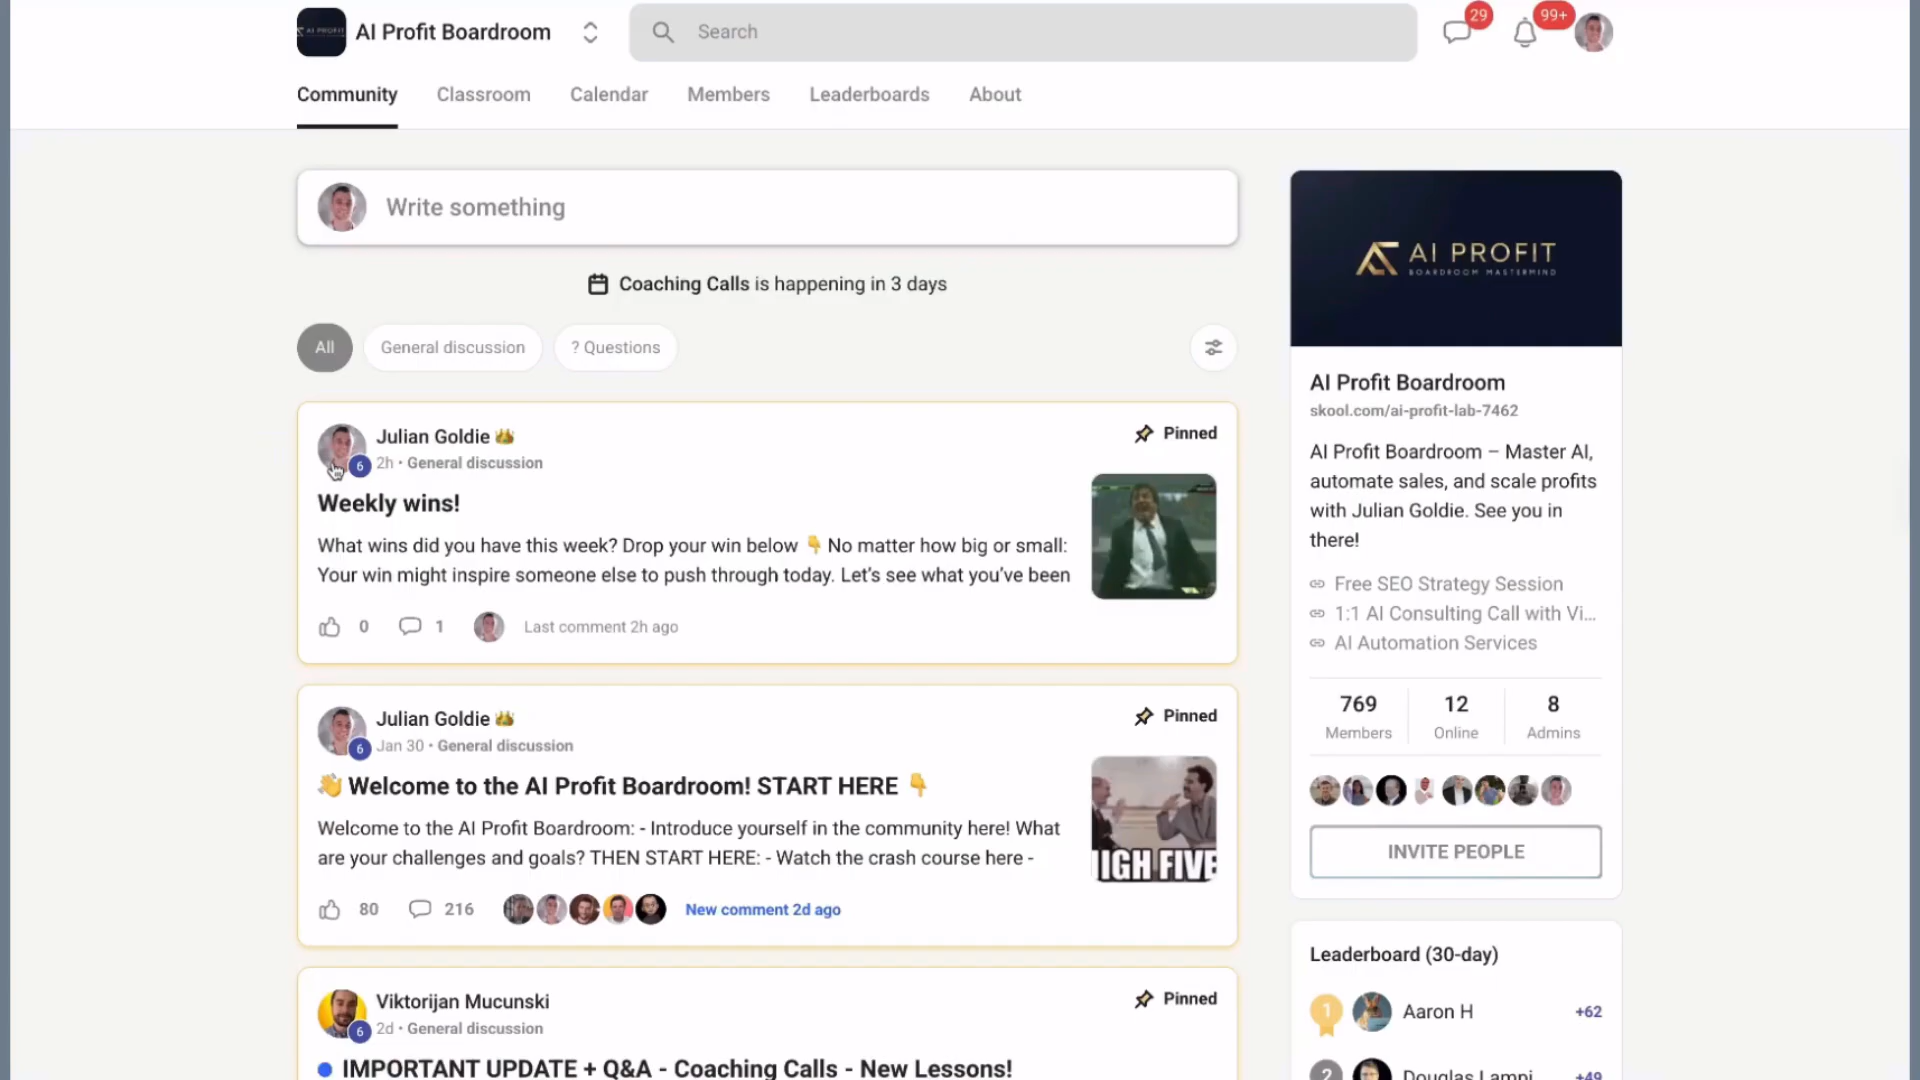 AI PROFIT
AI Profit Boardroom
Search
29
99+
Community
Classroom
Calendar
Members
Leaderboards
About
Write something
Coaching Calls is happening in 3 days
All
General discussion
? Questions
Julian Goldie
6
2h • General discussion
Pinned
Weekly wins!
What wins did you have this week? Drop your win below 👇 No matter how big or small:
Your win might inspire someone else to push through today. Let's see what you've been
0
1
Last comment 2h ago
Julian Goldie
6
Jan 30 • General discussion
Pinned
👋 Welcome to the AI Profit Boardroom! START HERE 👇
Welcome to the AI Profit Boardroom: - Introduce yourself in the community here! What
are your challenges and goals? THEN START HERE: - Watch the crash course here -
HIGH FIVE
80
216
New comment 2d ago
Viktorijan Mucunski
6
2d • General discussion
Pinned
IMPORTANT UPDATE + Q&A - Coaching Calls - New Lessons!
AI PROFIT
BOARDROOM MASTERMIND
AI Profit Boardroom
skool.com/ai-profit-lab-7462
AI Profit Boardroom – Master AI,
automate sales, and scale profits
with Julian Goldie. See you in
there!
Free SEO Strategy Session
1:1 AI Consulting Call with Vi...
AI Automation Services
769
12
8
Members
Online
Admins
INVITE PEOPLE
Leaderboard (30-day)
1
Aaron H
+62
2
Douglas Lampi
+49